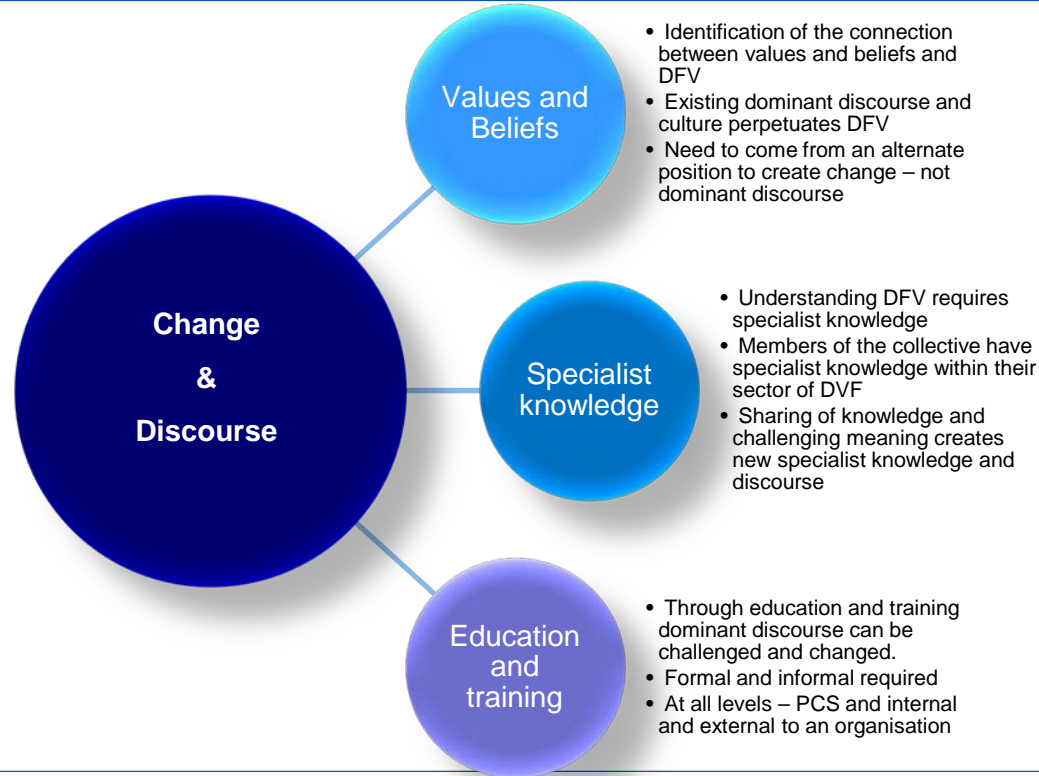 Change
&
Discourse
Values and
Beliefs
• Identification of the connection
between values and beliefs and
DFV
• Existing dominant discourse and
culture perpetuates DFV
• Need to come from an alternate
position to create change – not
dominant discourse
Specialist
knowledge
• Understanding DFV requires
specialist knowledge
• Members of the collective have
specialist knowledge within their
sector of DVF
• Sharing of knowledge and
challenging meaning creates
new specialist knowledge and
discourse
Education
and
training
• Through education and training
dominant discourse can be
challenged and changed.
• Formal and informal required
• At all levels – PCS and internal
and external to an organisation